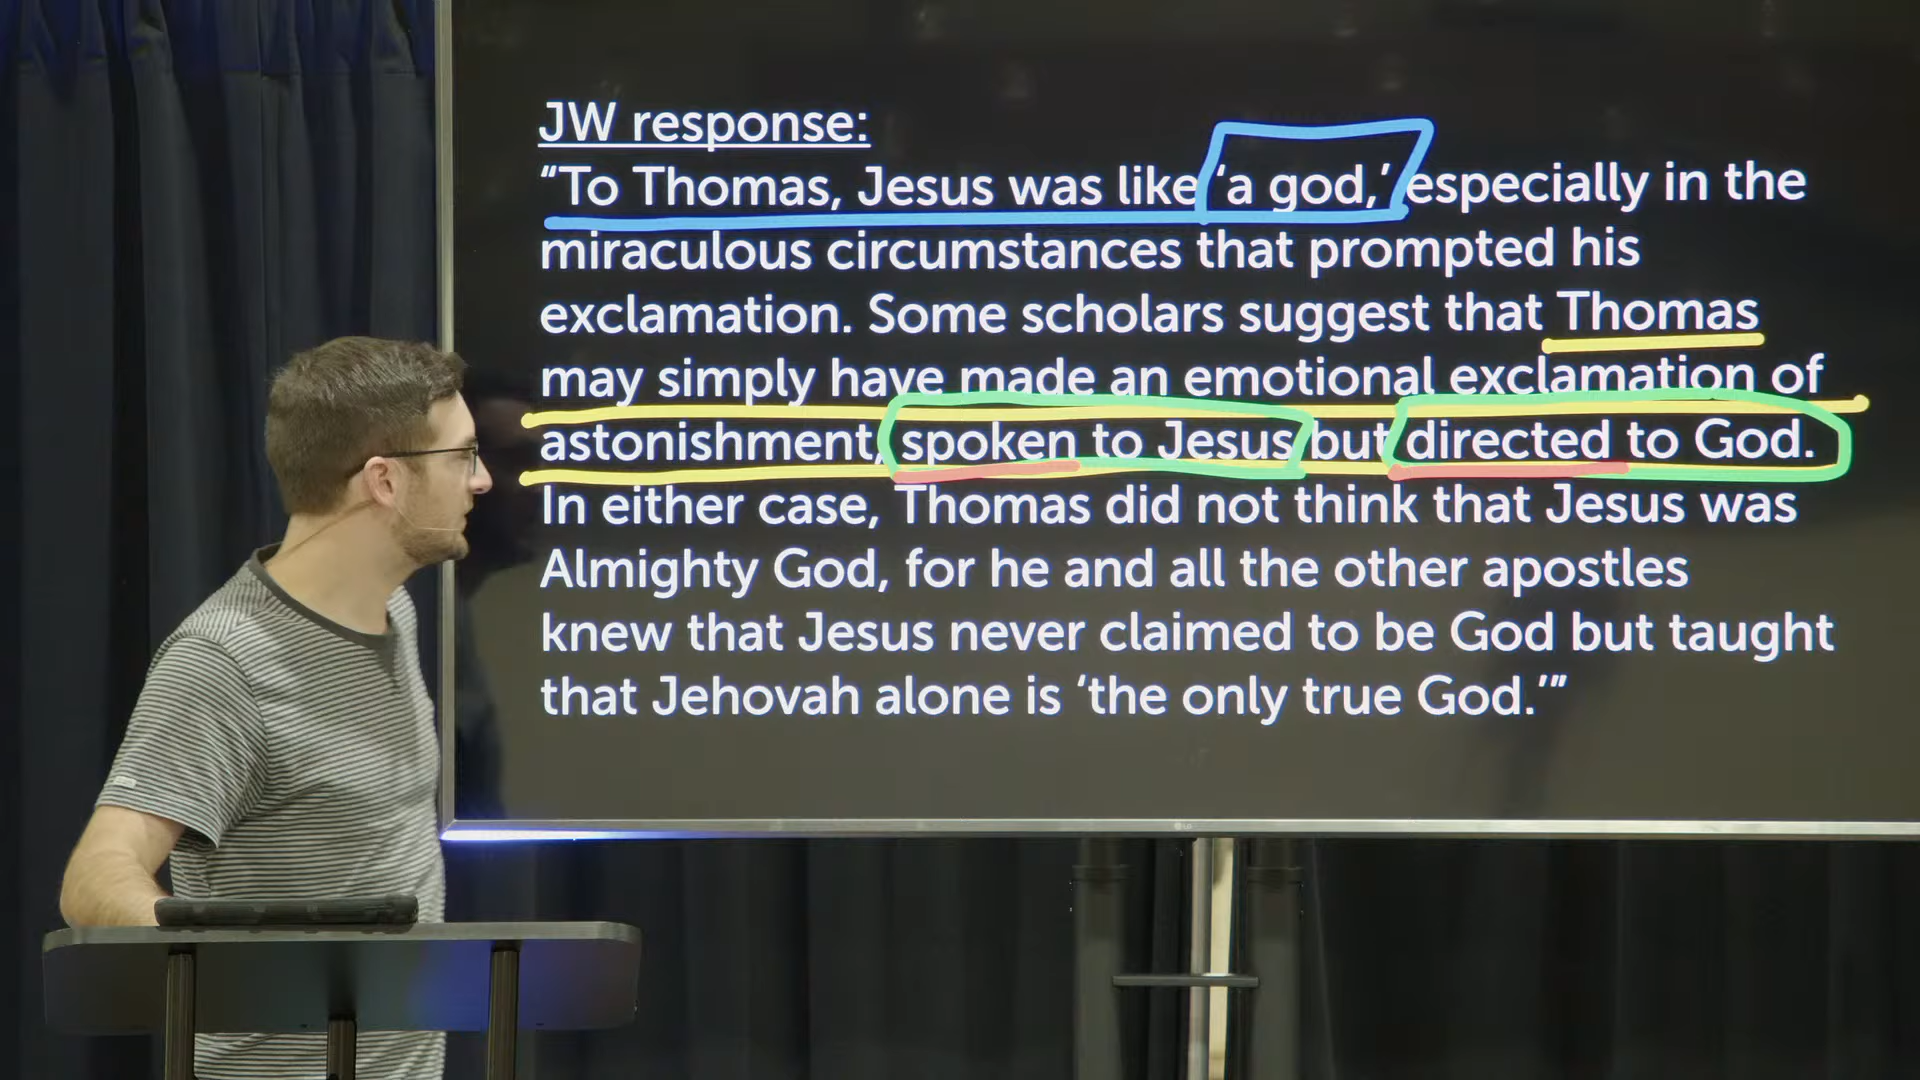 JW response:
“To Thomas, Jesus was like ‘a god,’ especially in the
miraculous circumstances that prompted his
exclamation. Some scholars suggest that Thomas
may simply have made an emotional exclamation of
astonishment, spoken to Jesus but directed to God.
In either case, Thomas did not think that Jesus was
Almighty God, for he and all the other apostles
knew that Jesus never claimed to be God but taught
that Jehovah alone is ‘the only true God.’”
LG